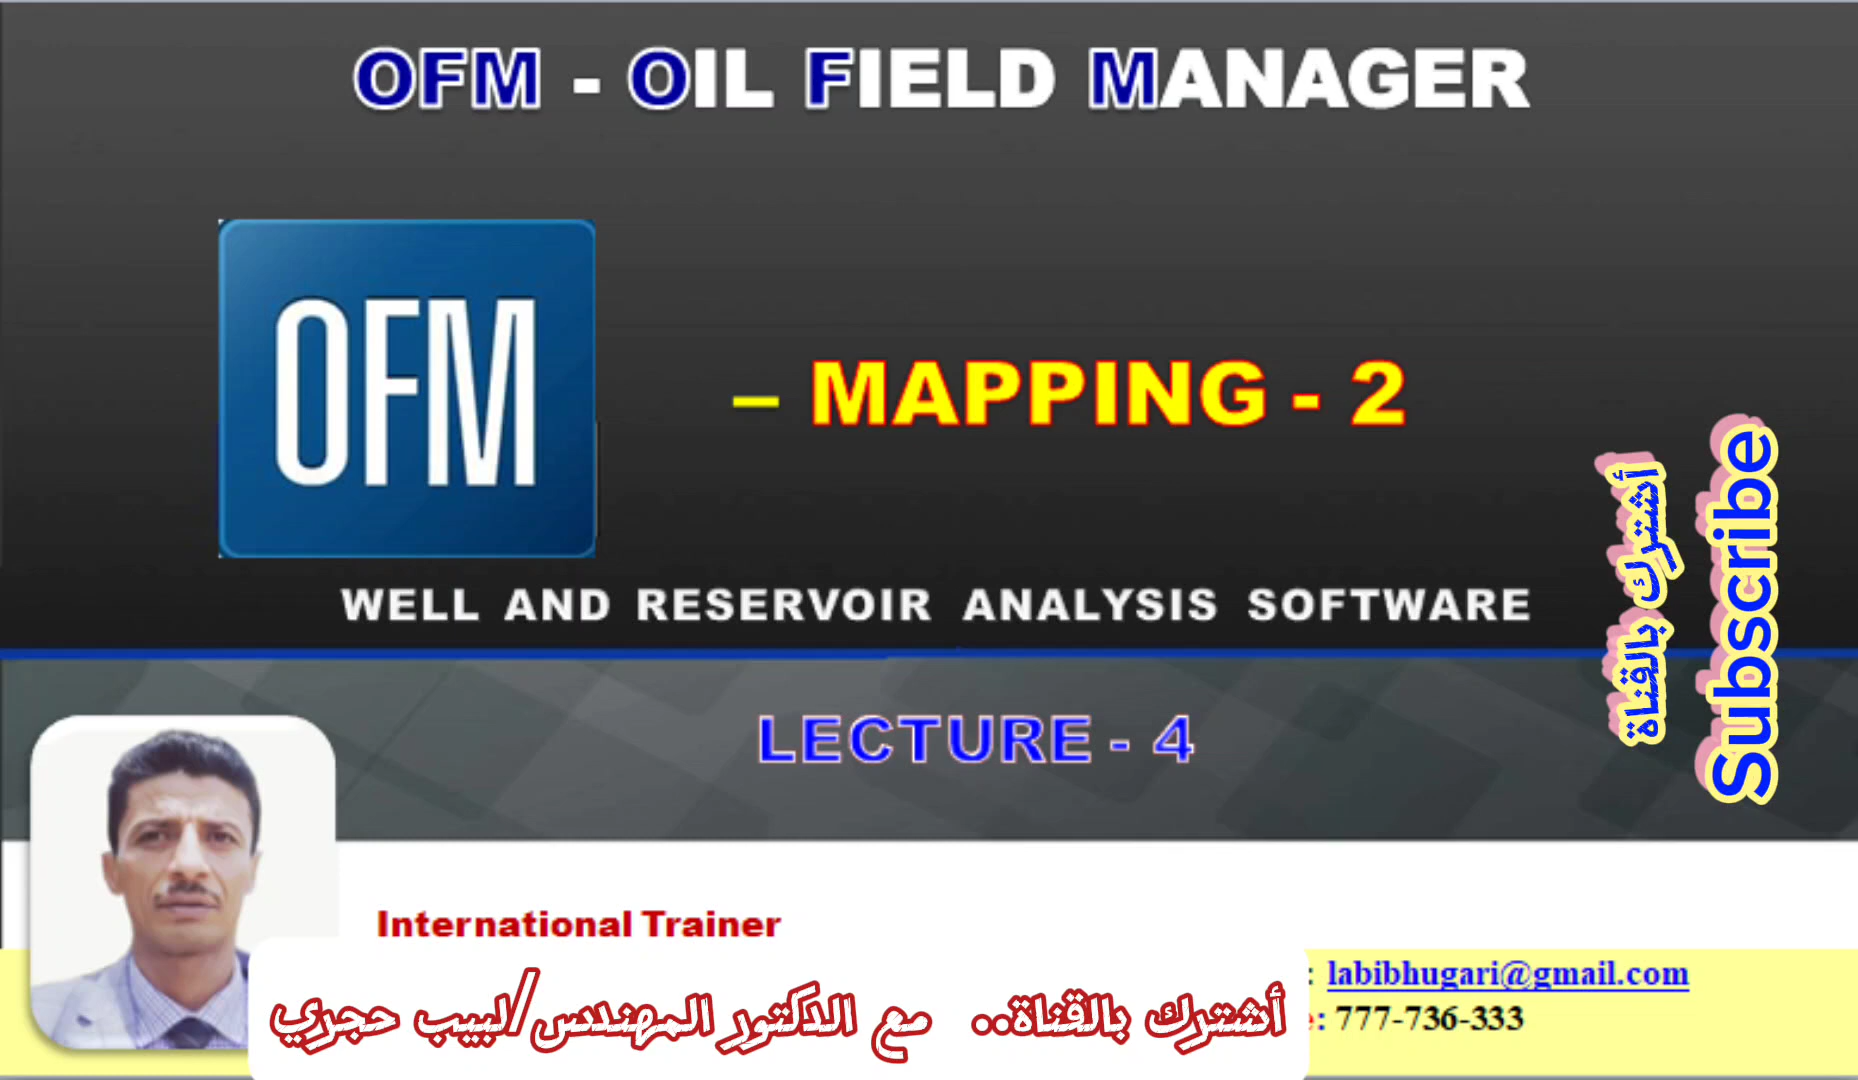 OFM - OIL FIELD MANAGER
OFM
– MAPPING - 2
WELL AND RESERVOIR ANALYSIS SOFTWARE
أشترك بالقناة
Subscribe
LECTURE - 4
International Trainer
: labibhugari@gmail.com
: 777-736-333
أشترك بالقناة.. مع الدكتور المهندس/لبيب حجري